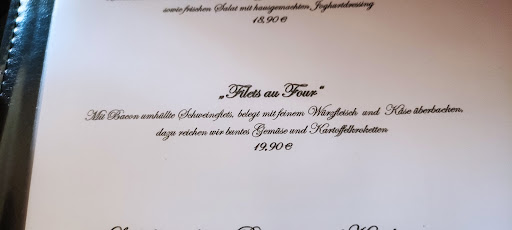 sowie frischen Salat mit hausgemachtem Joghurtdressing
18,90 €
„Filets au Four“
Mit Bacon umhüllte Schweinefilets, belegt mit feinem Würzfleisch und Käse überbacken,
dazu reichen wir buntes Gemüse und Kartoffelkroketten
19,90 €